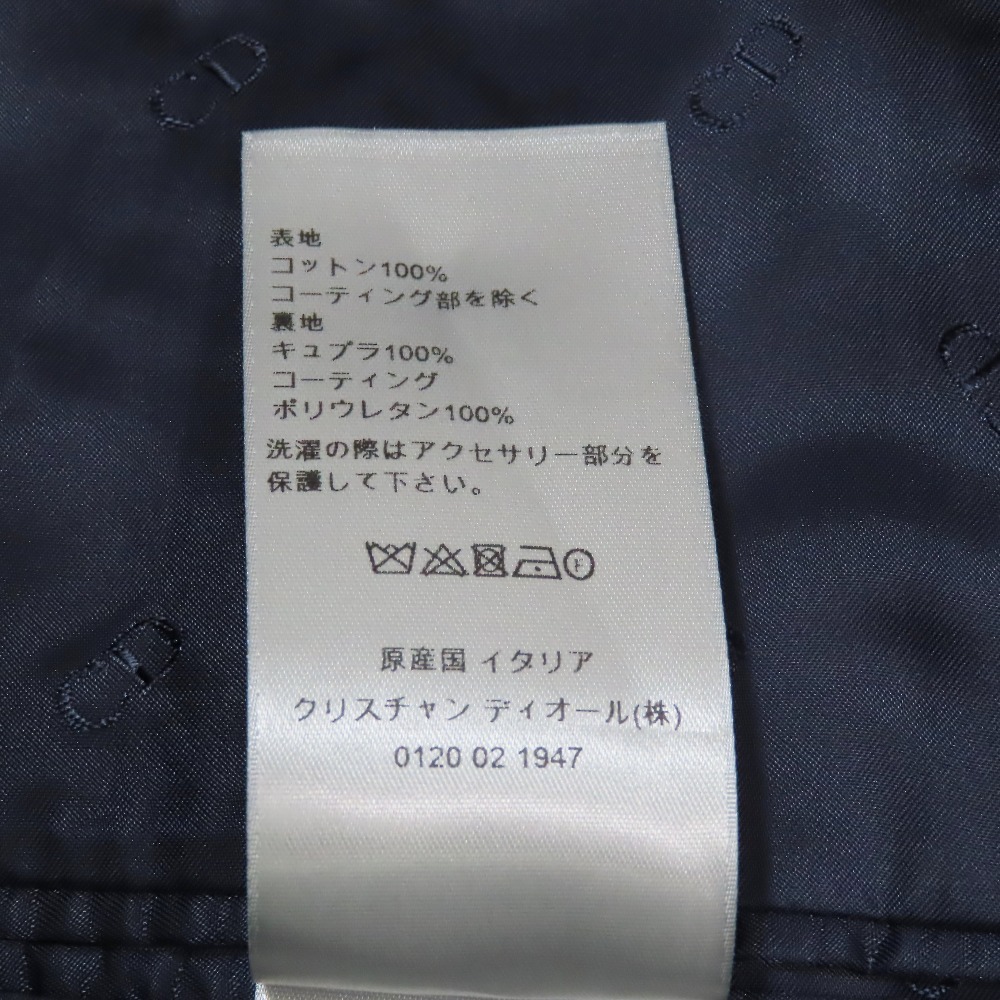 表地
コットン100%
コーティング部を除く
裏地
キュプラ100%
コーティング
ポリウレタン100%
洗濯の際はアクセサリー部分を
保護して下さい。
F
原産国 イタリア
クリスチャン ディオール(株)
0120 02 1947
CD
CD
CD
CD